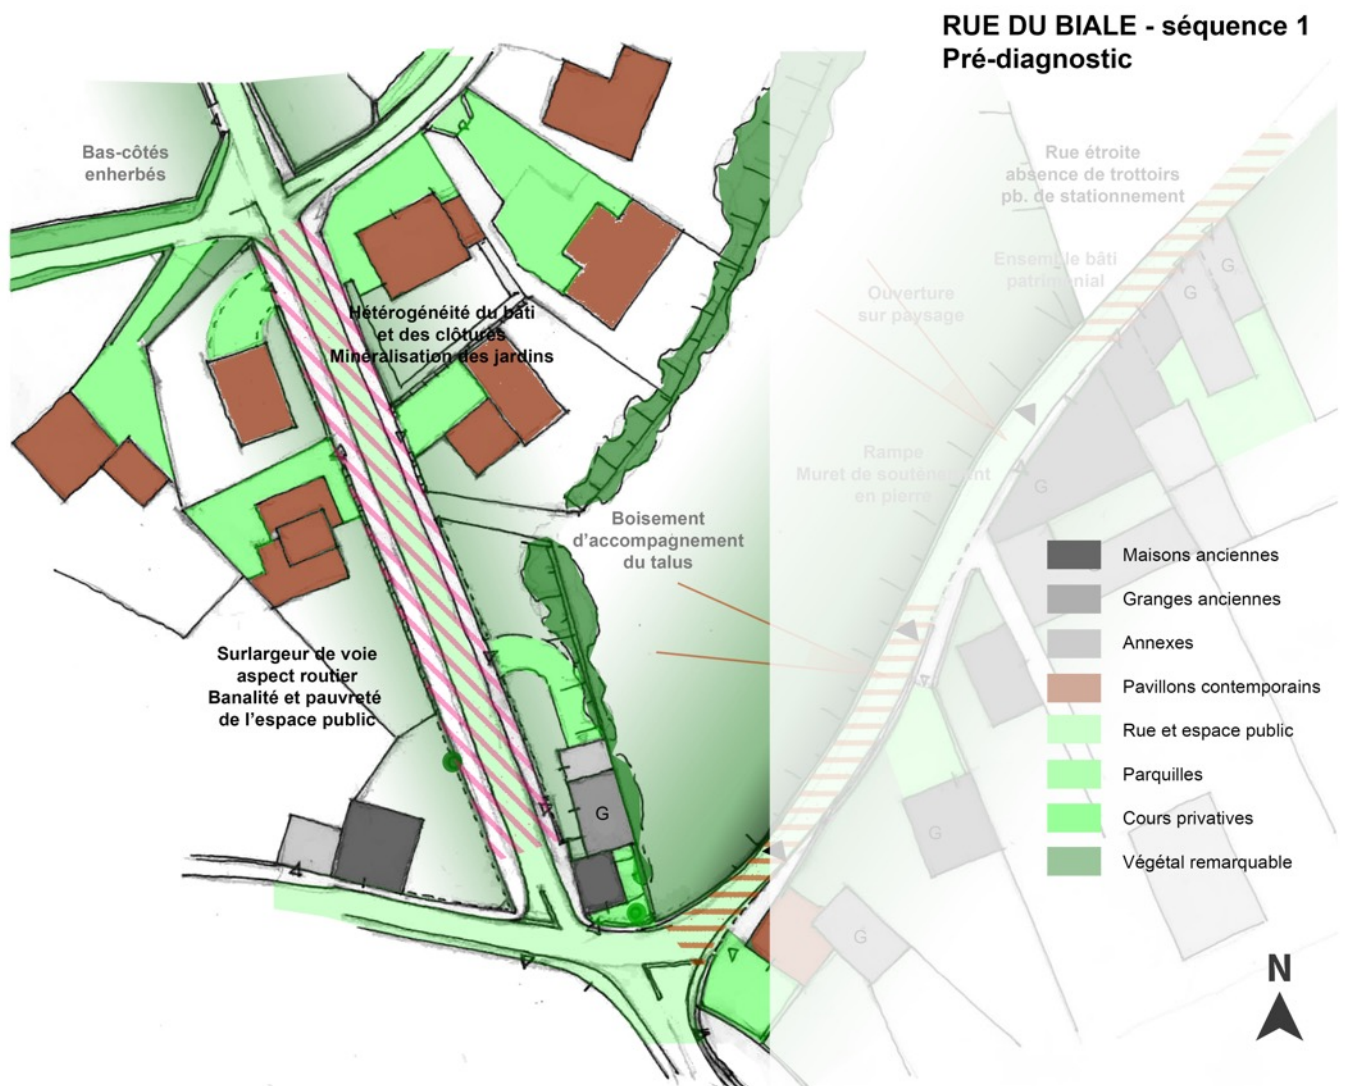 RUE DU BIALE - séquence 1
Pré-diagnostic
Bas-côtés
enherbés
Rue étroite
absence de trottoirs
pb. de stationnement
Ensemble bâti
patrimonial
Ouverture
sur paysage
Hétérogénéité du bâti
et des clôtures
Minéralisation des jardins
Rampe
Muret de soutènement
en pierre
Boisement
d'accompagnement
du talus
Surlargeur de voie
aspect routier
Banalité et pauvreté
de l'espace public
G
G
G
G
G
G
Maisons anciennes
Granges anciennes
Annexes
Pavillons contemporains
Rue et espace public
Parquilles
Cours privatives
Végétal remarquable
N